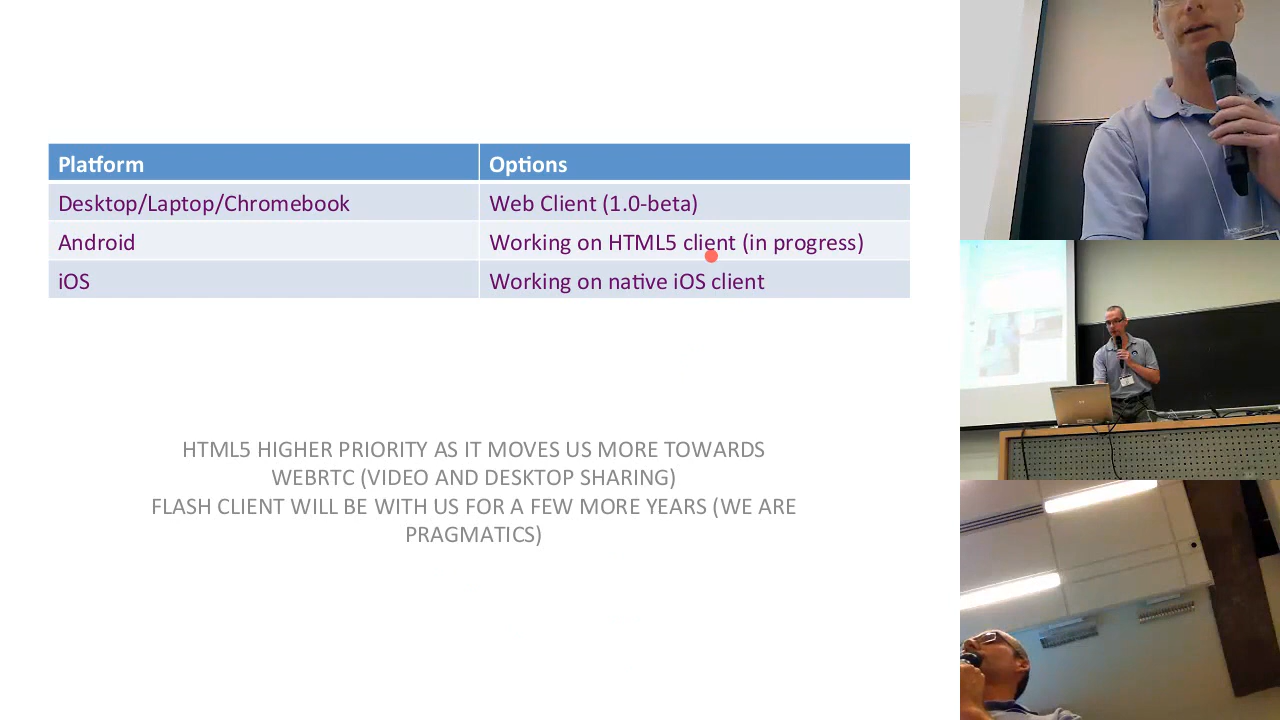 Platform Options
Desktop/Laptop/Chromebook Web Client (1.0-beta)
Android Working on HTML5 client (in progress)
iOS Working on native iOS client
HTML5 HIGHER PRIORITY AS IT MOVES US MORE TOWARDS
WEBRTC (VIDEO AND DESKTOP SHARING)
FLASH CLIENT WILL BE WITH US FOR A FEW MORE YEARS (WE ARE
PRAGMATICS)